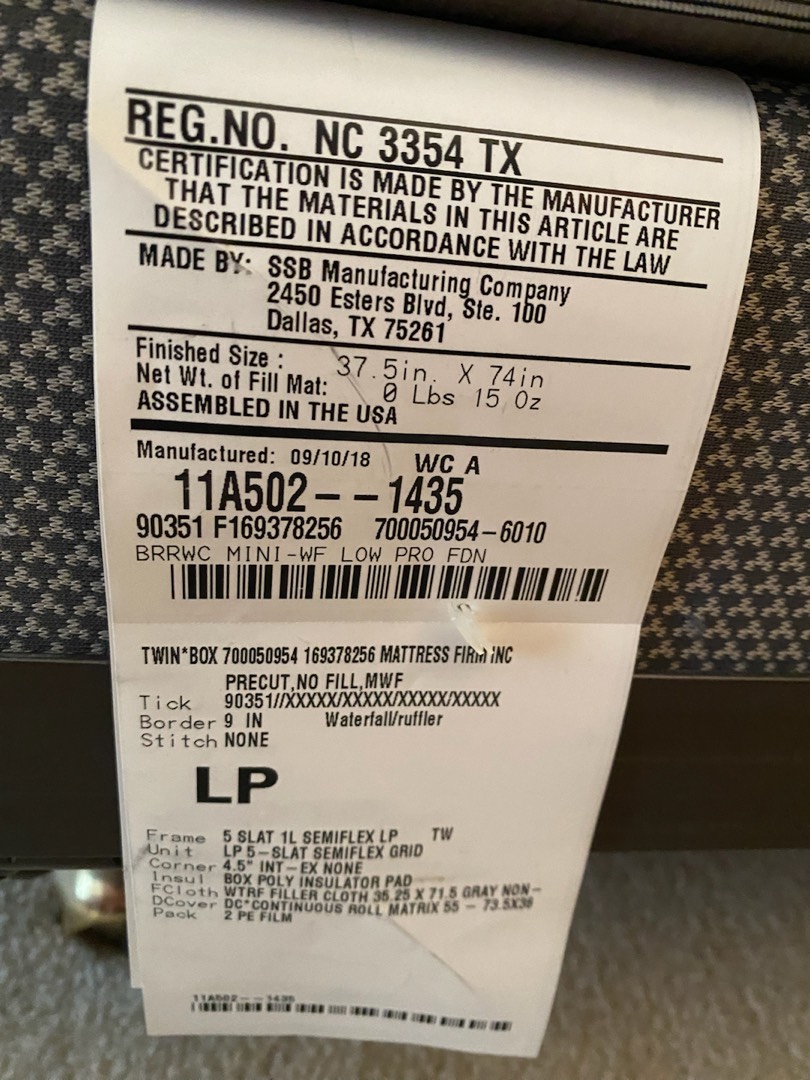 REG.NO. NC 3354 TX
CERTIFICATION IS MADE BY THE MANUFACTURER
THAT THE MATERIALS IN THIS ARTICLE ARE
DESCRIBED IN ACCORDANCE WITH THE LAW
MADE BY: SSB Manufacturing Company
2450 Esters Blvd, Ste. 100
Dallas, TX 75261
Finished Size : 37.5in. X 74in
Net Wt. of Fill Mat: 0 Lbs 15 Oz
ASSEMBLED IN THE USA
Manufactured: 09/10/18 WC A
11A502--1435
90351 F169378256 700050954-6010
BRRWC MINI-WF LOW PRO FDN
TWIN*BOX 700050954 169378256 MATTRESS FIRM INC
PRECUT,NO FILL,MWF
Tick 90351//XXXXX/XXXXX/XXXXX/XXXXX
Border 9 IN Waterfall/ruffler
Stitch NONE
LP
Frame 5 SLAT 1L SEMIFLEX LP TW
Unit LP 5-SLAT SEMIFLEX GRID
Corner 4.5" INT-EX NONE
Insul BOX POLY INSULATOR PAD
FCloth WTRF FILLER CLOTH 35.25 X 71.5 GRAY NON-
DCover DC*CONTINUOUS ROLL MATRIX 55 - 73.5X38
Pack 2 PE FILM
11A502--1435